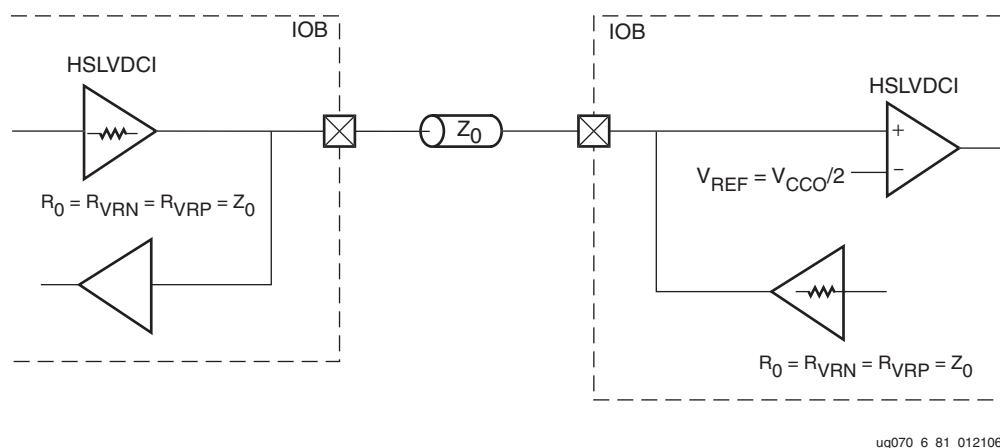 IOB
HSLVDCI
Z0
R0 = RVRN = RVRP = Z0
IOB
HSLVDCI
+
VREF = VCCO/2
–
R0 = RVRN = RVRP = Z0
ug070_6_81_012106